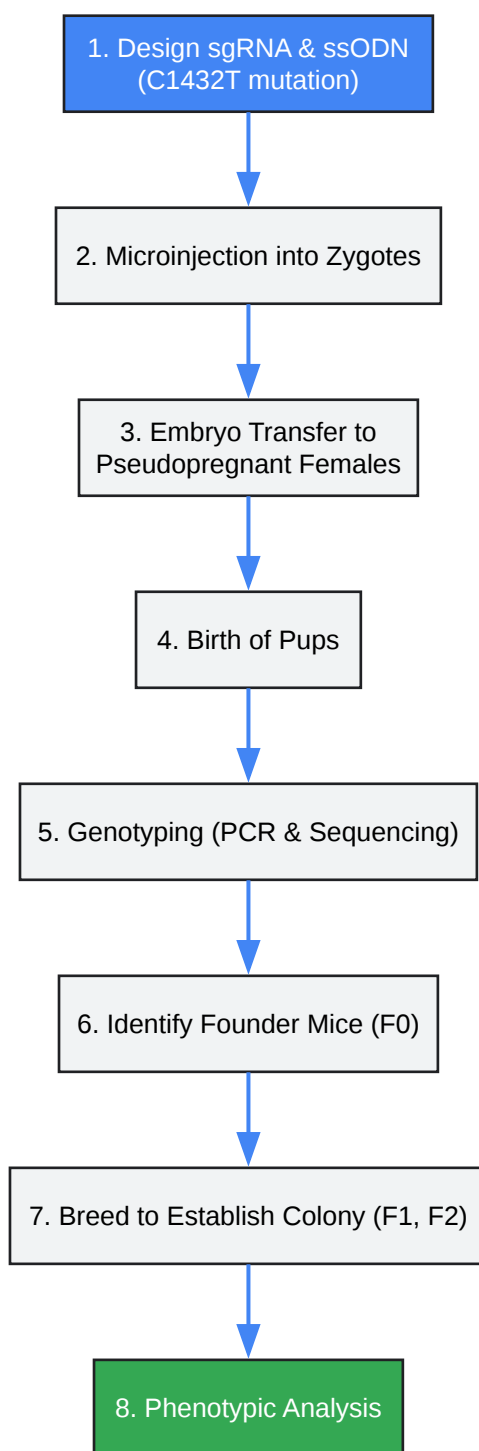 1. Design sgRNA & ssODN
(C1432T mutation)
2. Microinjection into Zygotes
3. Embryo Transfer to
Pseudopregnant Females
4. Birth of Pups
5. Genotyping (PCR & Sequencing)
6. Identify Founder Mice (F0)
7. Breed to Establish Colony (F1, F2)
8. Phenotypic Analysis